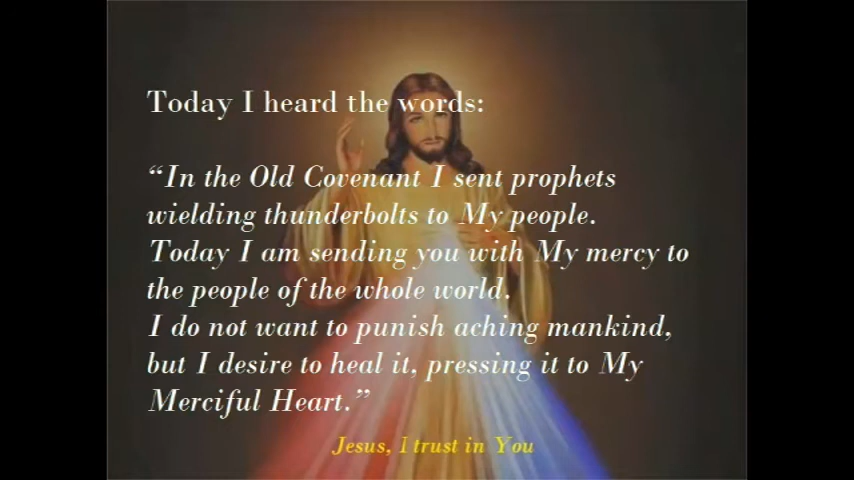 Today I heard the words:
“In the Old Covenant I sent prophets
wielding thunderbolts to My people.
Today I am sending you with My mercy to
the people of the whole world.
I do not want to punish aching mankind,
but I desire to heal it, pressing it to My
Merciful Heart.”
Jesus, I trust in You